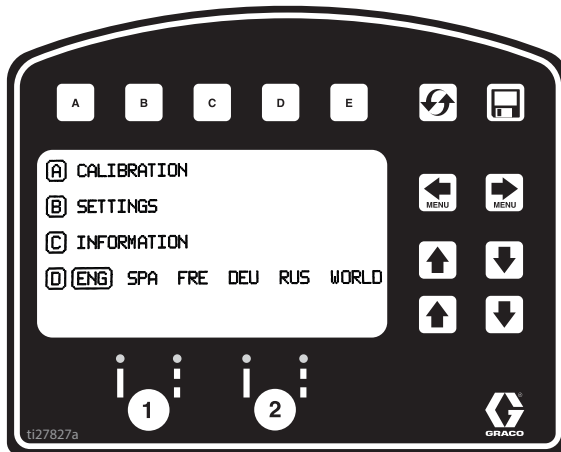 A B C D E
A CALIBRATION
MENU MENU
B SETTINGS
C INFORMATION
D ENG SPA FRE DEU RUS WORLD
1 2
GRACO
ti27827a